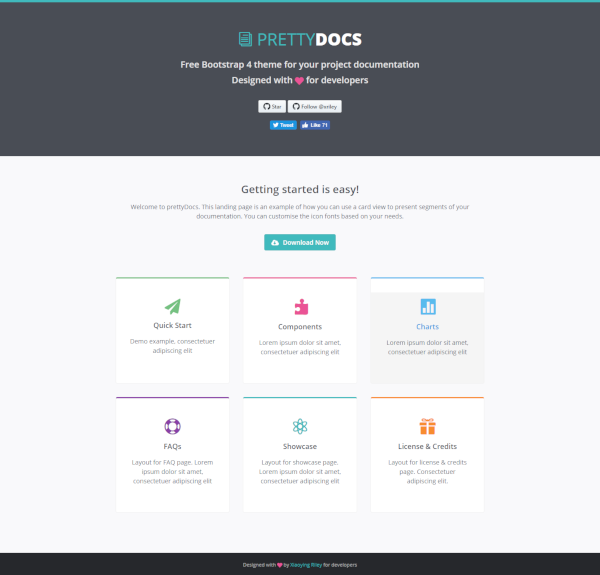 PRETTYDOCS
Free Bootstrap 4 theme for your project documentation
Designed with for developers
Star Follow @xriley
Tweet Like 71
Getting started is easy!
Welcome to prettyDocs. This landing page is an example of how you can use a card view to present segments of your
documentation. You can customise the icon fonts based on your needs.
Download Now
Quick Start
Demo example, consectetuer
adipiscing elit
Components
Lorem ipsum dolor sit amet,
consectetuer adipiscing elit
Charts
Lorem ipsum dolor sit amet,
consectetuer adipiscing elit
FAQs
Layout for FAQ page. Lorem
ipsum dolor sit amet,
consectetuer adipiscing elit
Showcase
Layout for showcase page.
Lorem ipsum dolor sit amet,
consectetuer adipiscing elit
License & Credits
Layout for license & credits
page. Consectetuer
adipiscing elit.
Designed with by Xiaoying Riley for developers